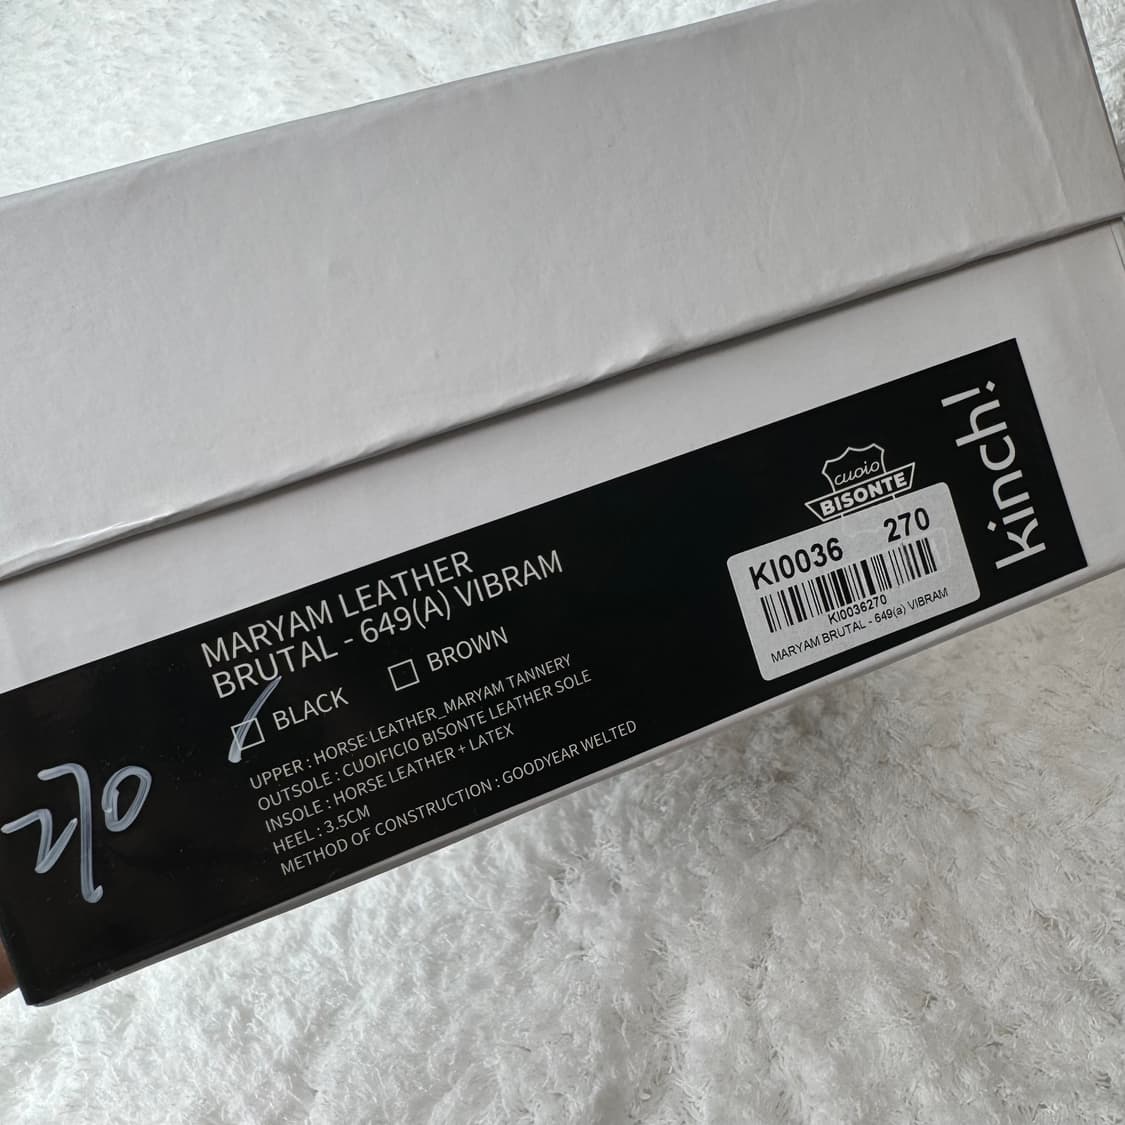 MARYAM LEATHER
BRUTAL - 649(A) VIBRAM
BLACK
BROWN
UPPER : HORSE LEATHER_MARYAM TANNERY
OUTSOLE : CUOIFICIO BISONTE LEATHER SOLE
INSOLE : HORSE LEATHER + LATEX
HEEL : 3.5CM
METHOD OF CONSTRUCTION : GOODYEAR WELTED
270
cuoio
BISONTE
KI0036 270
KI0036270
MARYAM BRUTAL - 649(a) VIBRAM
kinch!